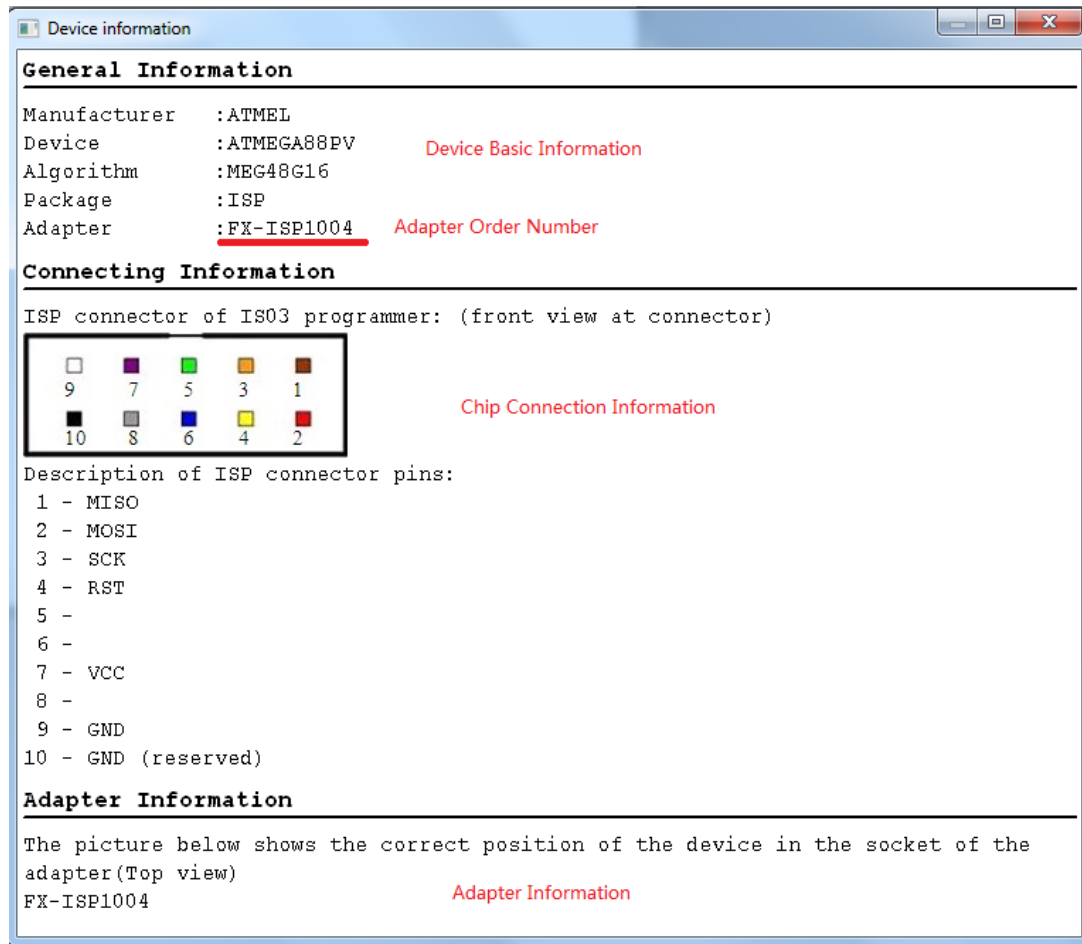 Device information
General Information
Manufacturer :ATMEL
Device :ATMEGA88PV
Device Basic Information
Algorithm :MEG48G16
Package :ISP
Adapter :FX-ISP1004 Adapter Order Number
Connecting Information
ISP connector of IS03 programmer: (front view at connector)
9 7 5 3 1
Chip Connection Information
10 8 6 4 2
Description of ISP connector pins:
1 - MISO
2 - MOSI
3 - SCK
4 - RST
5 -
6 -
7 - VCC
8 -
9 - GND
10 - GND (reserved)
Adapter Information
The picture below shows the correct position of the device in the socket of the
adapter(Top view)
FX-ISP1004
Adapter Information